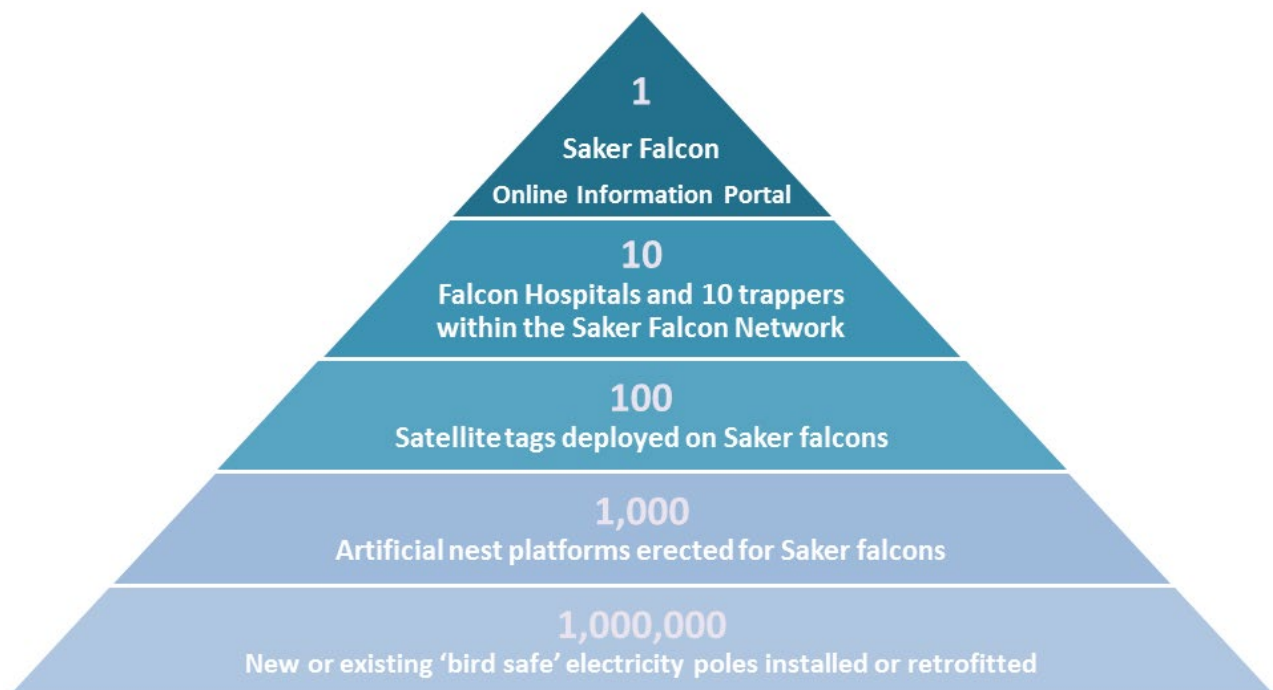 1
Saker Falcon
Online Information Portal
10
Falcon Hospitals and 10 trappers
within the Saker Falcon Network
100
Satellite tags deployed on Saker falcons
1,000
Artificial nest platforms erected for Saker falcons
1,000,000
New or existing ‘bird safe’ electricity poles installed or retrofitted